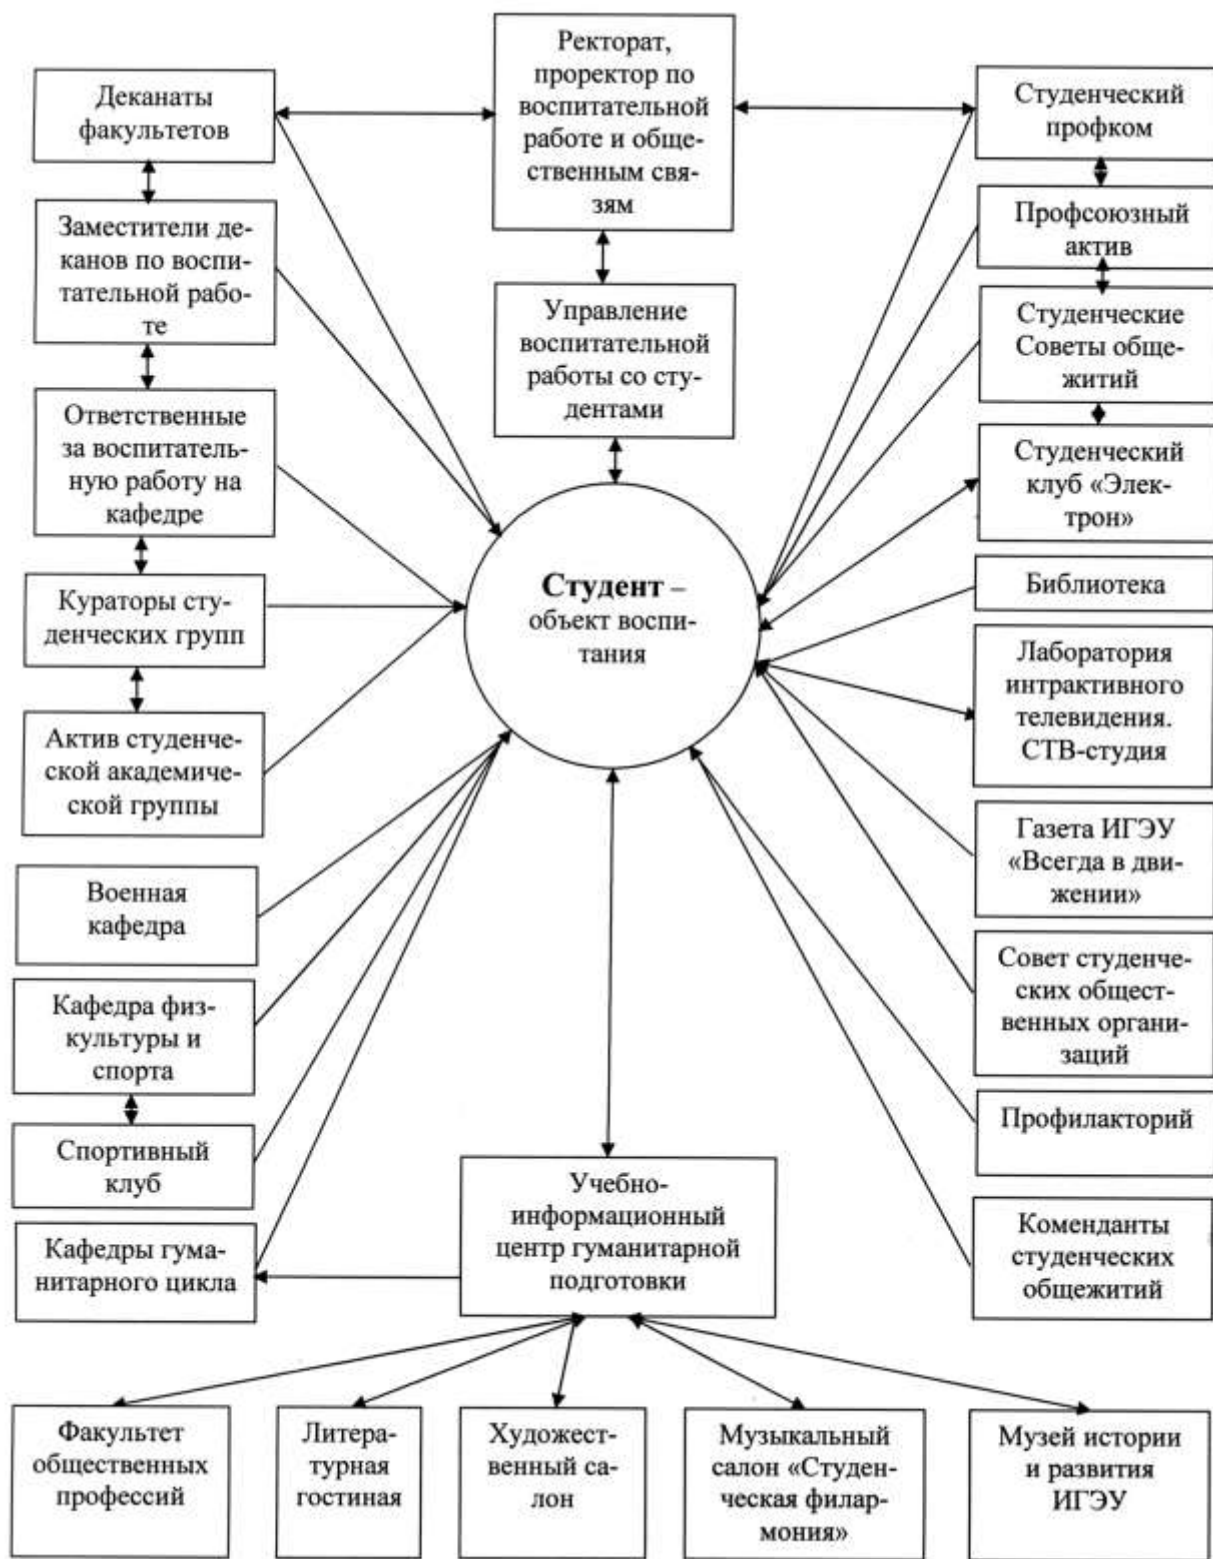 Ректорат,
проректор по
воспитательной
работе и обще-
ственным свя-
зям
Деканаты
факультетов
Студенческий
профком
Заместители де-
канов по воспи-
тательной рабо-
те
Управление
воспитательной
работы со сту-
дентами
Профсоюзный
актив
Студенческие
Советы обще-
житий
Ответственные
за воспитатель-
ную работу на
кафедре
Студенческий
клуб «Элек-
трон»
Студент –
объект воспи-
тания
Кураторы сту-
денческих групп
Библиотека
Лаборатория
интрактивного
телевидения.
СТВ-студия
Актив студенче-
ской академиче-
ской группы
Газета ИГЭУ
«Всегда в дви-
жении»
Военная
кафедра
Совет студенче-
ских общест-
венных органи-
заций
Кафедра физ-
культуры и
спорта
Профилакторий
Спортивный
клуб
Учебно-
информационный
центр гуманитарной
подготовки
Коменданты
студенческих
общежитий
Кафедры гума-
нитарного цикла
Факультет
общественных
профессий
Литера-
турная
гостиная
Художест-
венный са-
лон
Музыкальный
салон «Студен-
ческая филар-
мония»
Музей истории
и развития
ИГЭУ